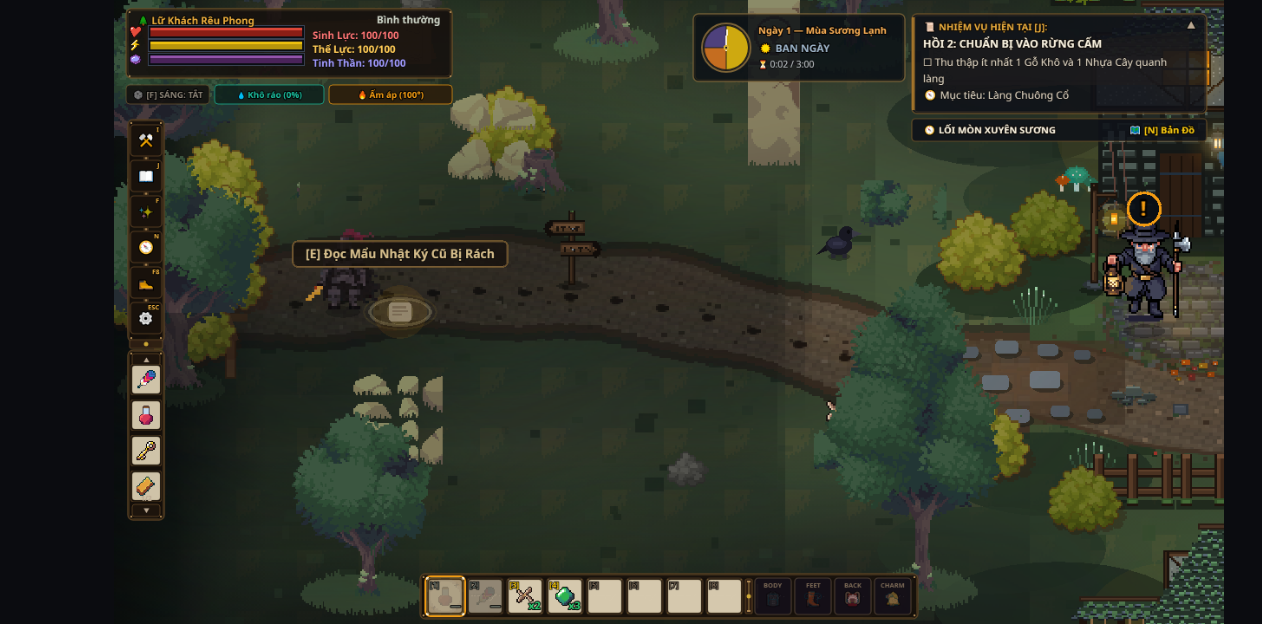 Lữ Khách Rêu Phong
Bình thường
Sinh Lực: 100/100
Thể Lực: 100/100
Tinh Thần: 100/100
[F] SÁNG: TẮT
Khô ráo (0%)
Ấm áp (100°)
Ngày 1 — Mùa Sương Lạnh
BAN NGÀY
0:02 / 3:00
NHIỆM VỤ HIỆN TẠI [J]:
HỒI 2: CHUẨN BỊ VÀO RỪNG CẤM
☐ Thu thập ít nhất 1 Gỗ Khô và 1 Nhựa Cây quanh
làng
Mục tiêu: Làng Chuông Cổ
LỐI MÒN XUYÊN SƯƠNG
[N] Bản Đồ
I
J
F
N
F8
ESC
[E] Đọc Mẩu Nhật Ký Cũ Bị Rách
!
x2
x3
BODY
FEET
BACK
CHARM